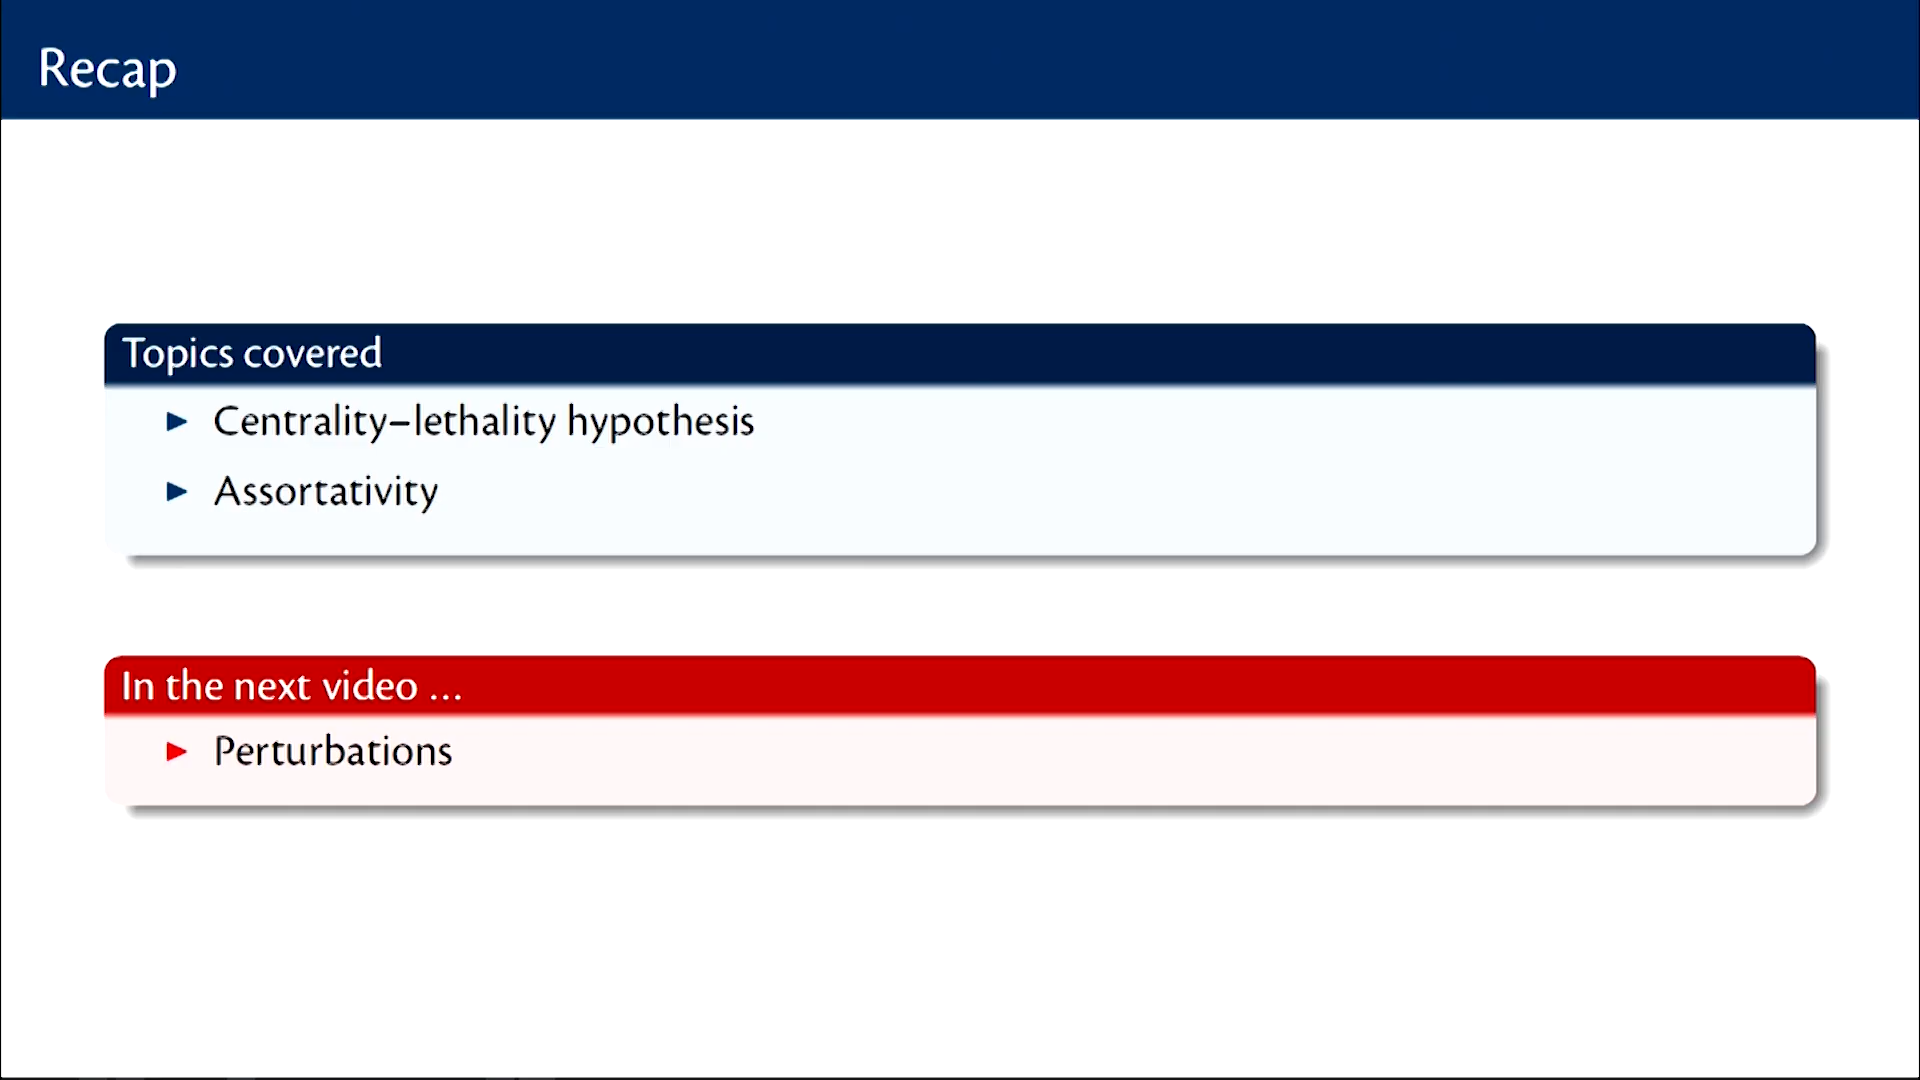 Recap
Topics covered
Centrality–lethality hypothesis
Assortativity
In the next video ...
Perturbations